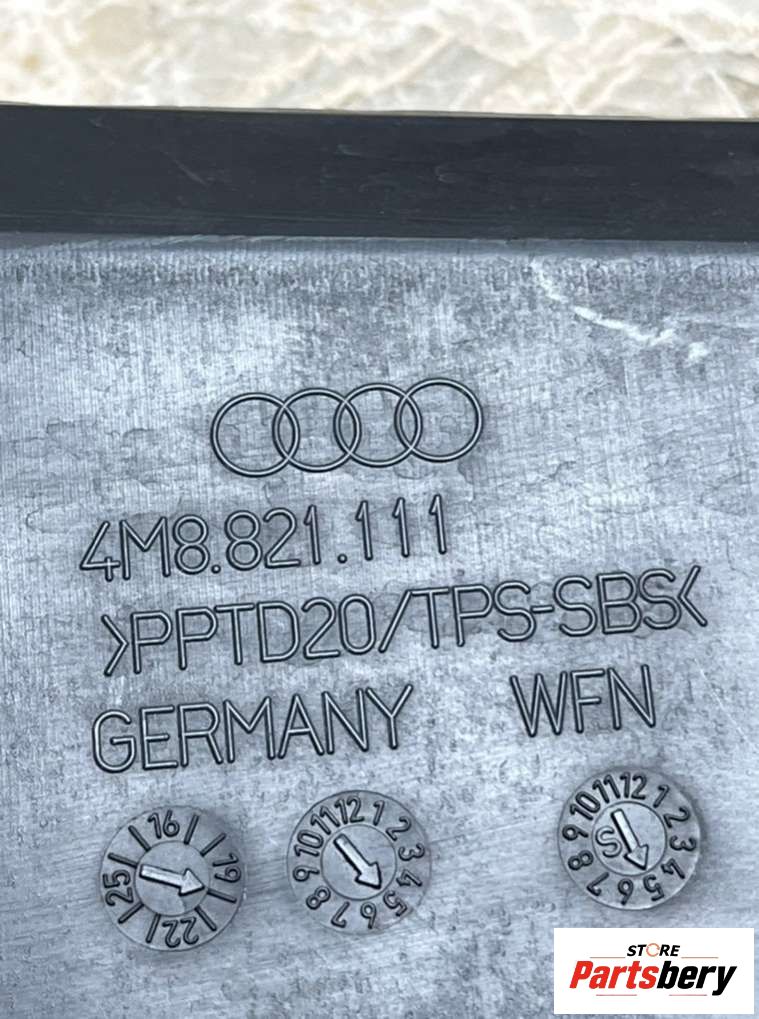 4M8.821.111
>PPTD20/TPS-SBS<
GERMANY WFN
16 19 22 25
1 2 3 4 5 6 7 8 9 10 11 12
1 2 3 4 5 6 7 8 9 10 11 12
S
STORE
Partsbery